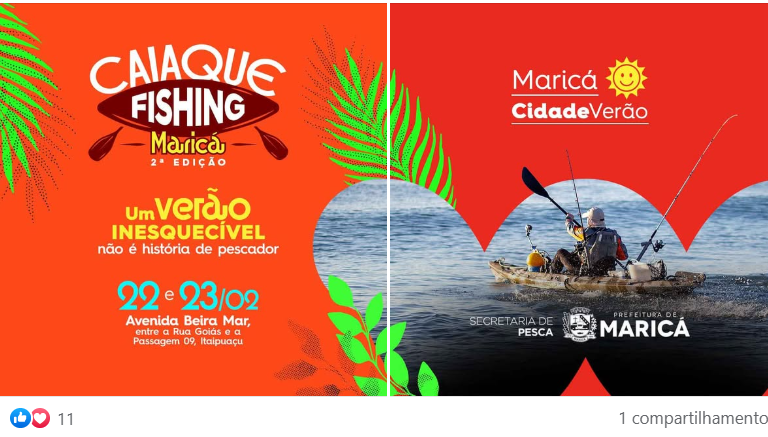 CAIAQUE
FISHING
Maricá
2ª EDIÇÃO
Um verão
INESQUECÍVEL
não é história de pescador
22 e 23/02
Avenida Beira Mar,
entre a Rua Goiás e a
Passagem 09, Itaipuaçu
Maricá
CidadeVerão
SECRETARIA DE
PESCA
PREFEITURA DE
MARICÁ
11
1 compartilhamento